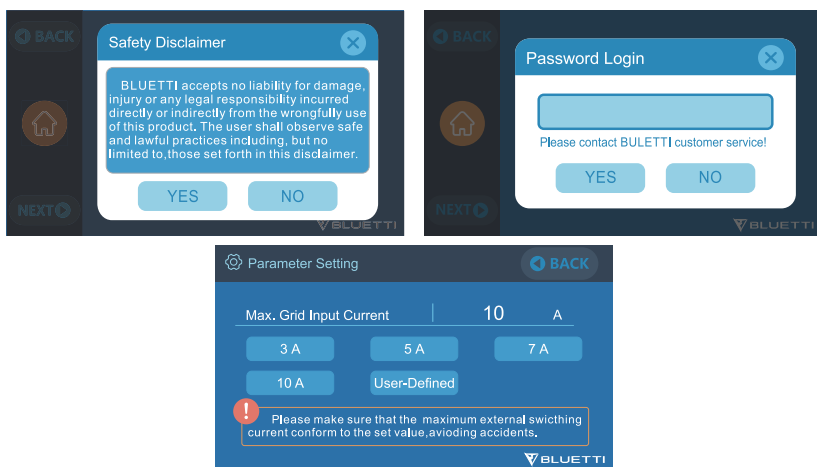 BACK
Safety Disclaimer
BLUETTI accepts no liability for damage,
injury or any legal responsibility incurred
directly or indirectly from the wrongfully use
of this product. The user shall observe safe
and lawful practices including, but no
limited to,those set forth in this disclaimer.
YES NO
NEXT
BLUETTI
BACK
Password Login
Please contact BULETTI customer service!
YES NO
NEXT
BLUETTI
Parameter Setting BACK
Max. Grid Input Current 10 A
3 A 5 A 7 A
10 A User-Defined
! Please make sure that the maximum external swicthing
current conform to the set value,avioding accidents.
BLUETTI